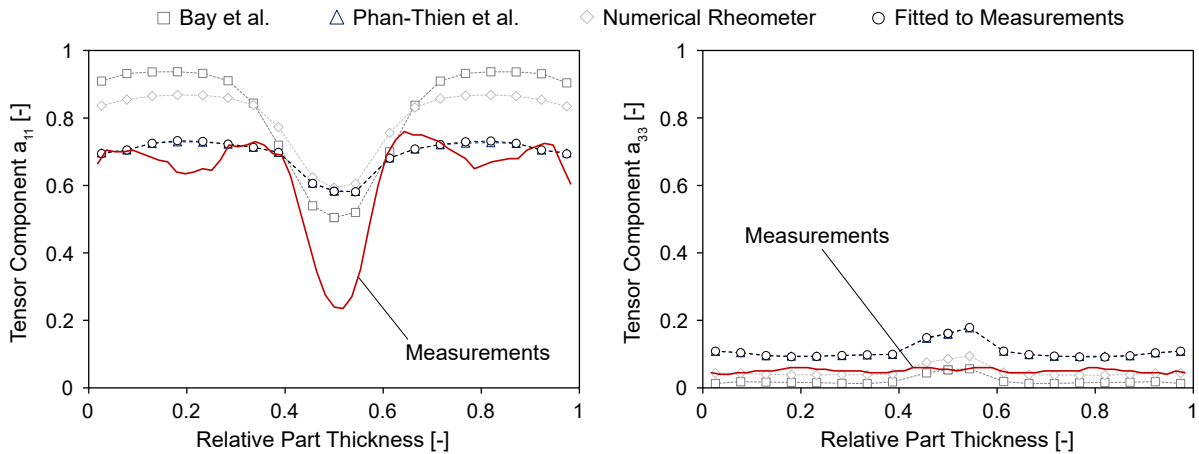 Bay et al. Phan-Thien et al. Numerical Rheometer Fitted to Measurements
Tensor Component a11 [-]
1
0.8
0.6
0.4
0.2
0
Measurements
0 0.2 0.4 0.6 0.8 1
Relative Part Thickness [-]
Tensor Component a33 [-]
1
0.8
0.6
0.4
0.2
0
Measurements
0 0.2 0.4 0.6 0.8 1
Relative Part Thickness [-]